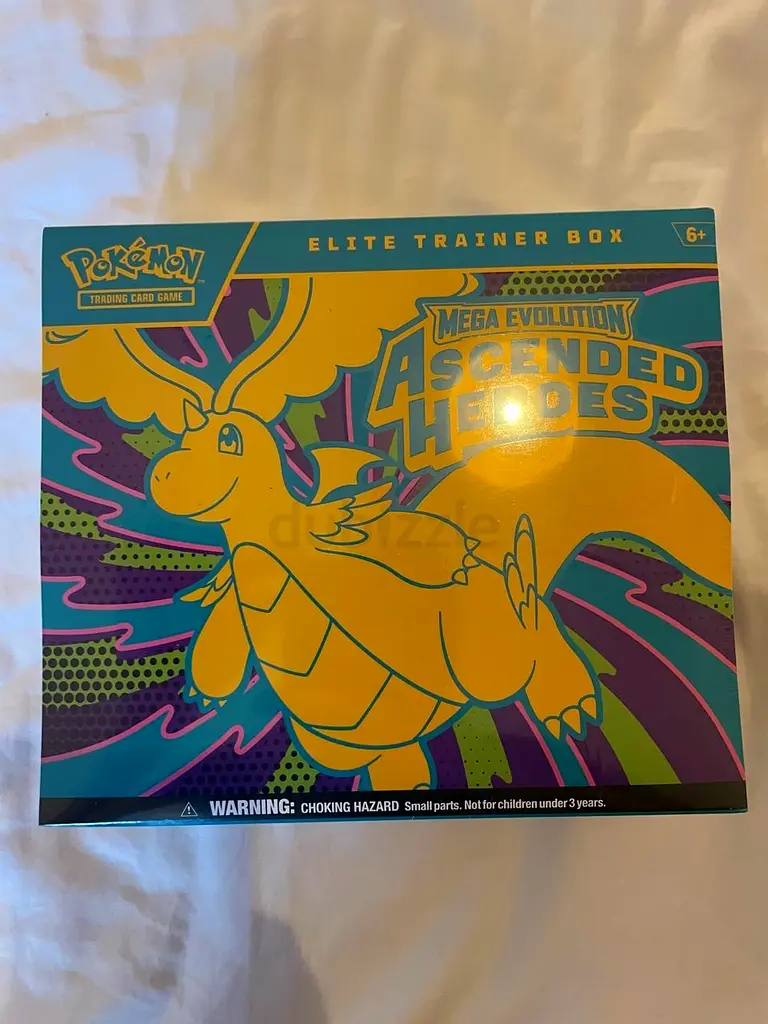 ELITE TRAINER BOX
6+
POKéMON
TRADING CARD GAME
MEGA EVOLUTION
ASCENDED
HEROES
dubizzle
WARNING: CHOKING HAZARD Small parts. Not for children under 3 years.